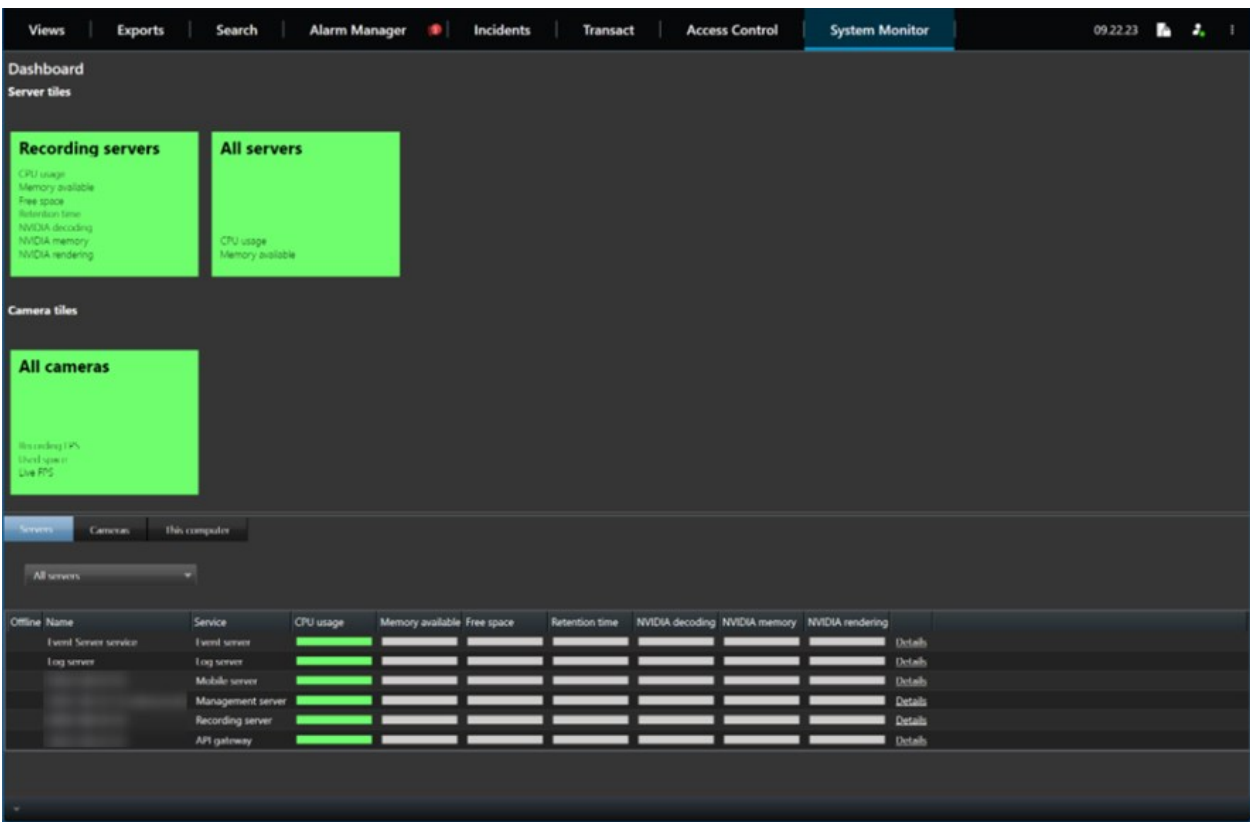 Views Exports Search Alarm Manager Incidents Transact Access Control System Monitor 09.22.23
Dashboard
Server tiles
Recording servers
CPU usage
Memory available
Free space
Retention time
NVIDIA decoding
NVIDIA memory
NVIDIA rendering
All servers
CPU usage
Memory available
Camera tiles
All cameras
Recording FPS
Used space
Live FPS
Servers Cameras This computer
All servers
Offline Name Service CPU usage Memory available Free space Retention time NVIDIA decoding NVIDIA memory NVIDIA rendering
Event Server service Event server Details
Log server Log server Details
Mobile server Details
Management server Details
Recording server Details
API gateway Details